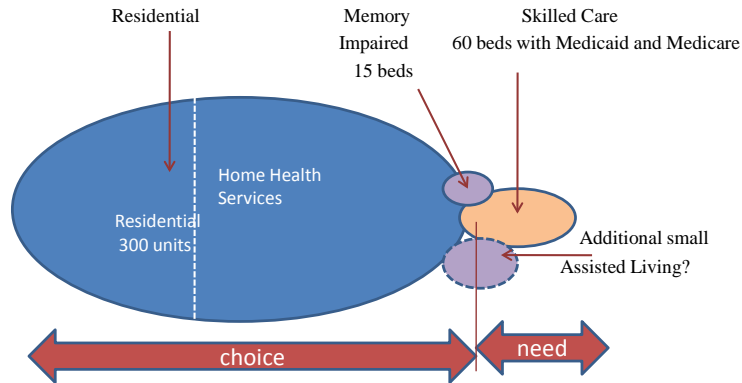 Residential
Memory
Impaired
15 beds
Skilled Care
60 beds with Medicaid and Medicare
Home Health
Services
Residential
300 units
Additional small
Assisted Living?
choice
need